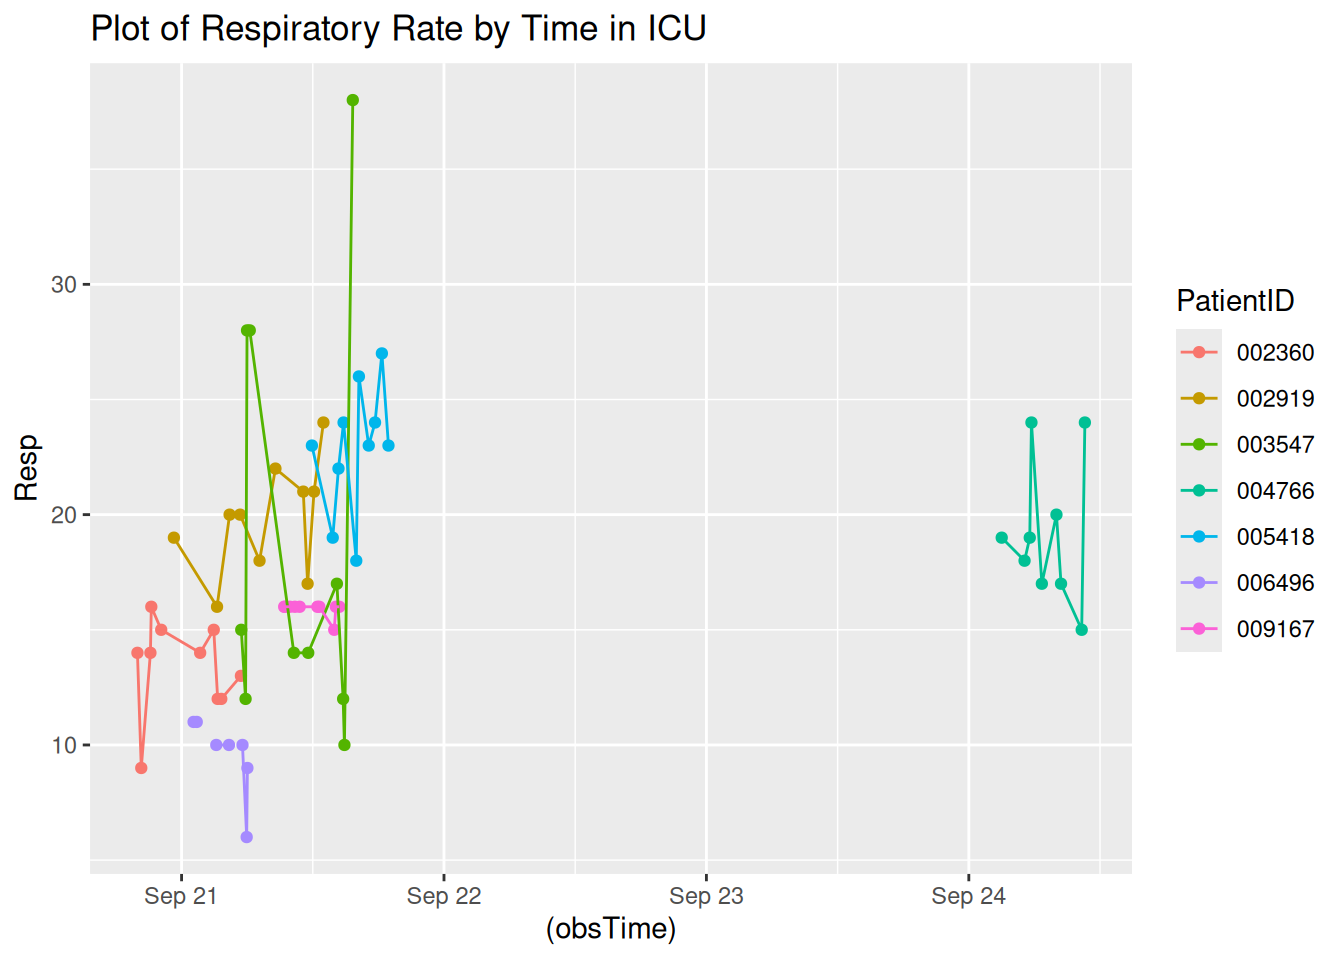 Plot of Respiratory Rate by Time in ICU
Resp
30
20
10
Sep 21
Sep 22
Sep 23
Sep 24
(obsTime)
PatientID
002360
002919
003547
004766
005418
006496
009167